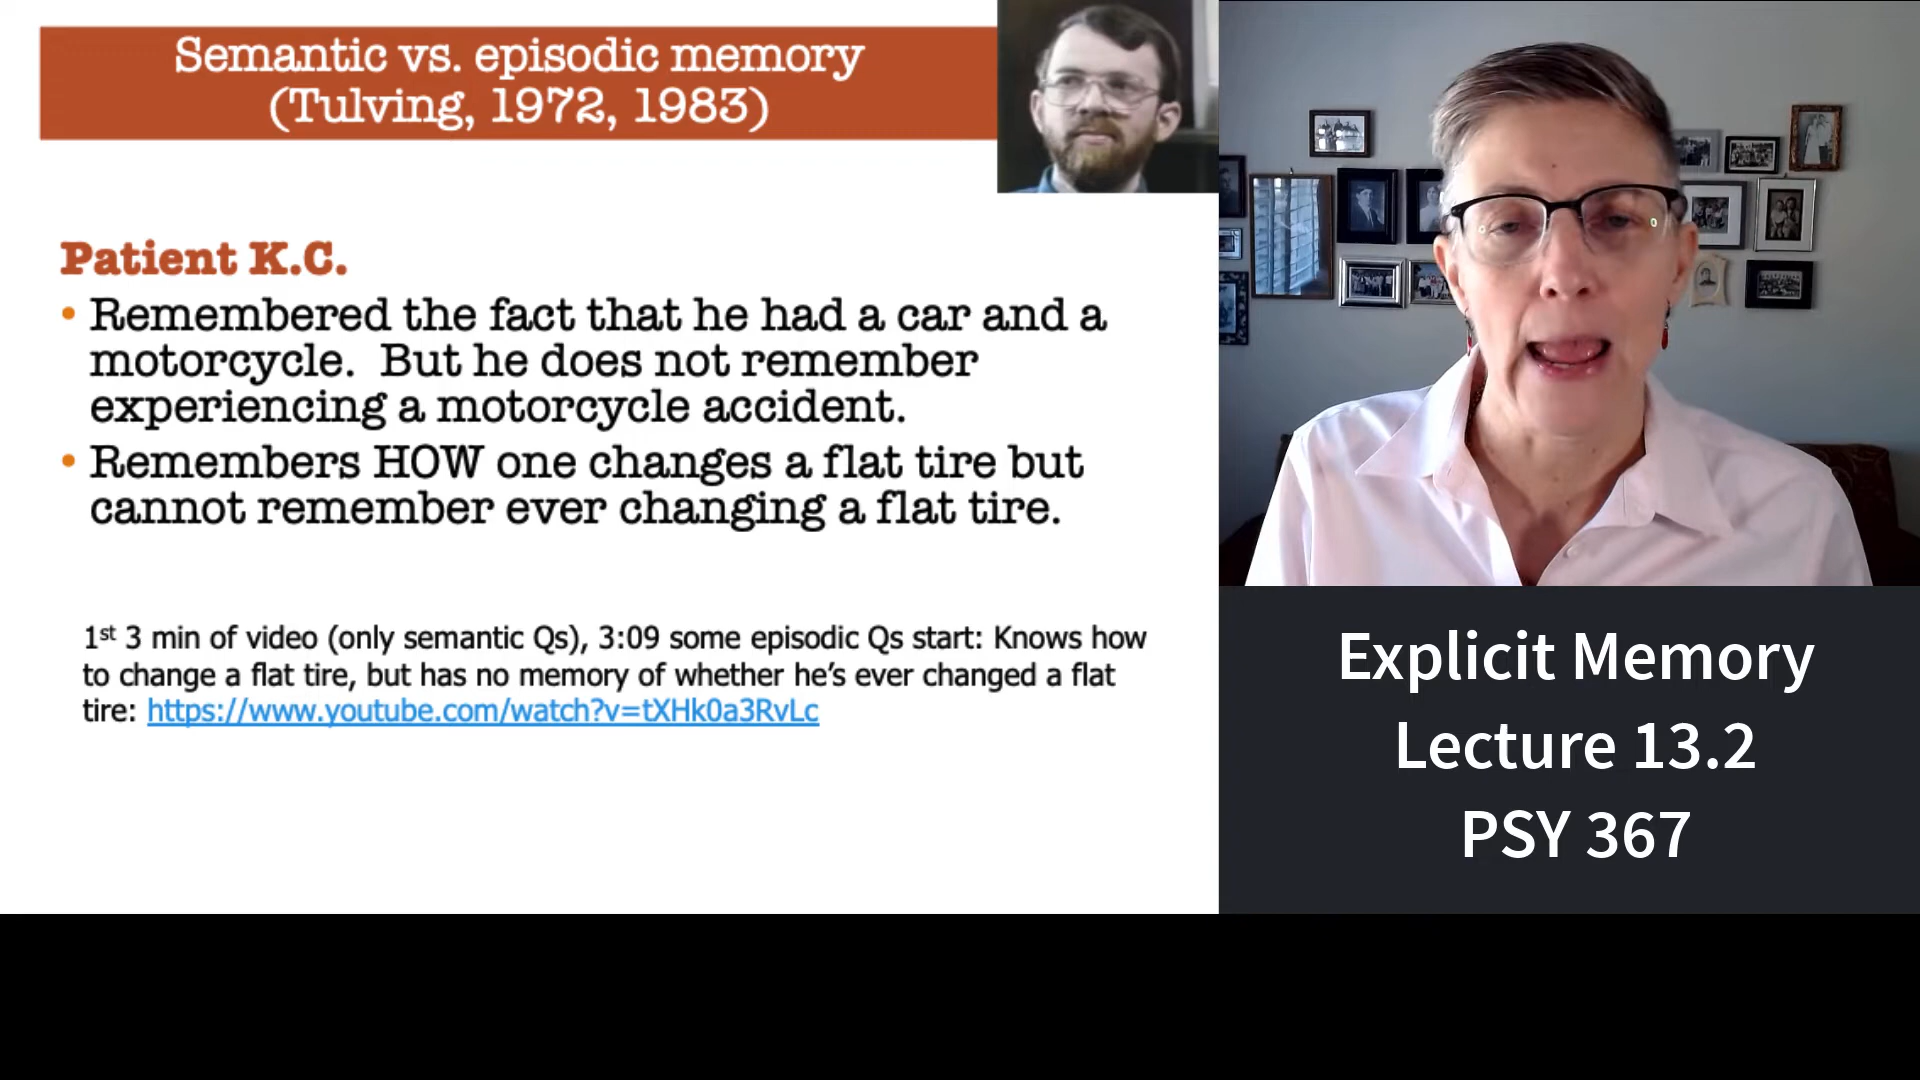 Semantic vs. episodic memory
(Tulving, 1972, 1983)
Patient K.C.
• Remembered the fact that he had a car and a
motorcycle. But he does not remember
experiencing a motorcycle accident.
• Remembers HOW one changes a flat tire but
cannot remember ever changing a flat tire.
1st 3 min of video (only semantic Qs), 3:09 some episodic Qs start: Knows how
to change a flat tire, but has no memory of whether he’s ever changed a flat
tire: https://www.youtube.com/watch?v=tXHk0a3RvLc
Explicit Memory
Lecture 13.2
PSY 367